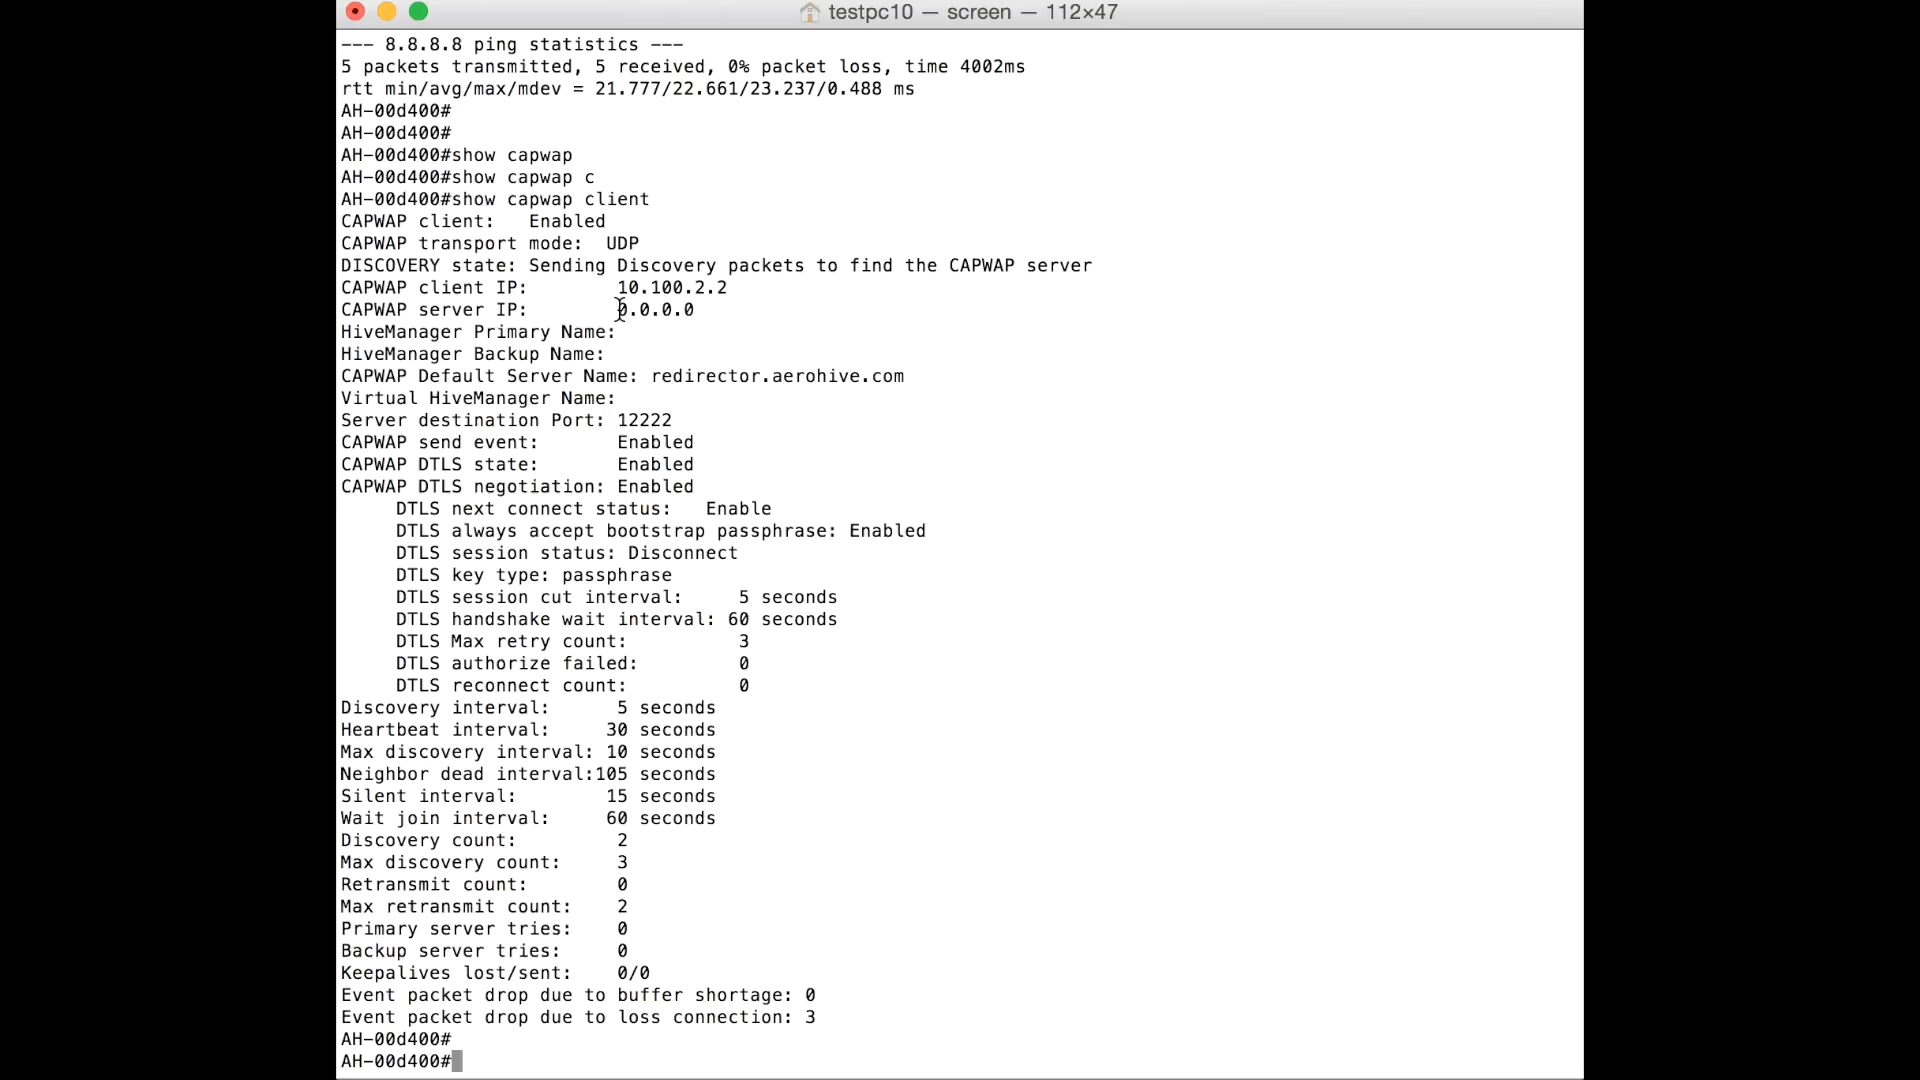 testpc10 — screen — 112×47
--- 8.8.8.8 ping statistics ---
5 packets transmitted, 5 received, 0% packet loss, time 4002ms
rtt min/avg/max/mdev = 21.777/22.661/23.237/0.488 ms
AH-00d400#
AH-00d400#
AH-00d400#show capwap
AH-00d400#show capwap c
AH-00d400#show capwap client
CAPWAP client:   Enabled
CAPWAP transport mode:  UDP
DISCOVERY state: Sending Discovery packets to find the CAPWAP server
CAPWAP client IP:        10.100.2.2
CAPWAP server IP:        0.0.0.0
HiveManager Primary Name:
HiveManager Backup Name:
CAPWAP Default Server Name: redirector.aerohive.com
Virtual HiveManager Name:
Server destination Port: 12222
CAPWAP send event:       Enabled
CAPWAP DTLS state:       Enabled
CAPWAP DTLS negotiation: Enabled
     DTLS next connect status:   Enable
     DTLS always accept bootstrap passphrase: Enabled
     DTLS session status: Disconnect
     DTLS key type: passphrase
     DTLS session cut interval:     5 seconds
     DTLS handshake wait interval: 60 seconds
     DTLS Max retry count:          3
     DTLS authorize failed:         0
     DTLS reconnect count:          0
Discovery interval:      5 seconds
Heartbeat interval:     30 seconds
Max discovery interval: 10 seconds
Neighbor dead interval:105 seconds
Silent interval:        15 seconds
Wait join interval:     60 seconds
Discovery count:         2
Max discovery count:     3
Retransmit count:        0
Max retransmit count:    2
Primary server tries:    0
Backup server tries:     0
Keepalives lost/sent:    0/0
Event packet drop due to buffer shortage: 0
Event packet drop due to loss connection: 3
AH-00d400#
AH-00d400#